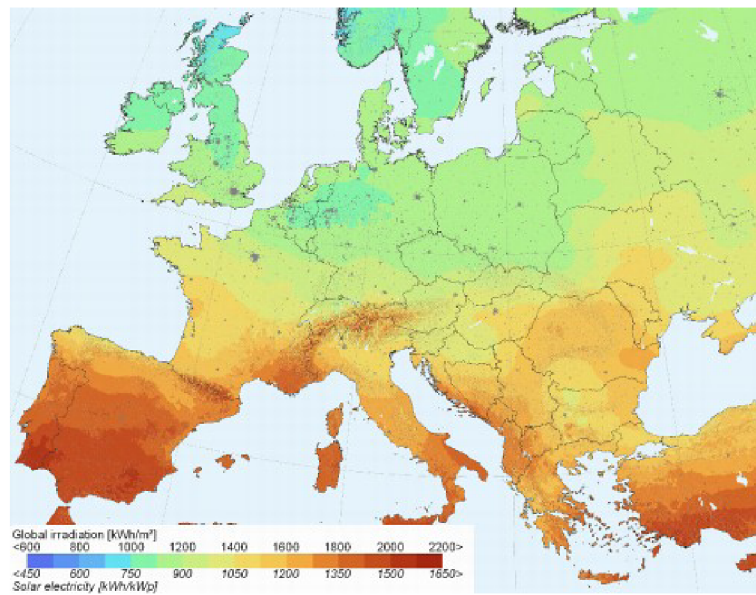 Global irradiation [kWh/m²]
<600 800 1000 1200 1400 1600 1800 2000 2200>
<450 600 750 900 1050 1200 1350 1500 1650>
Solar electricity [kWh/kWp]